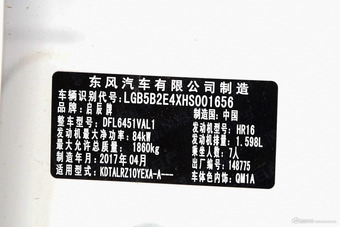 东风汽车有限公司制造
车辆识别代号: LGB5B2E4XHS001656
品牌: 启辰牌 制造国: 中国
整车型号: DFL6451VAL1 发动机型号: HR16
发动机最大净功率: 84kW 发动机排量: 1.598L
最大允许总质量: 1860kg 乘坐人数: 7人
制造年月: 2017年04月 出厂编号: 148775
适用型式: KDTALRZ10YEXA-A--- 车体色内饰: QM1A